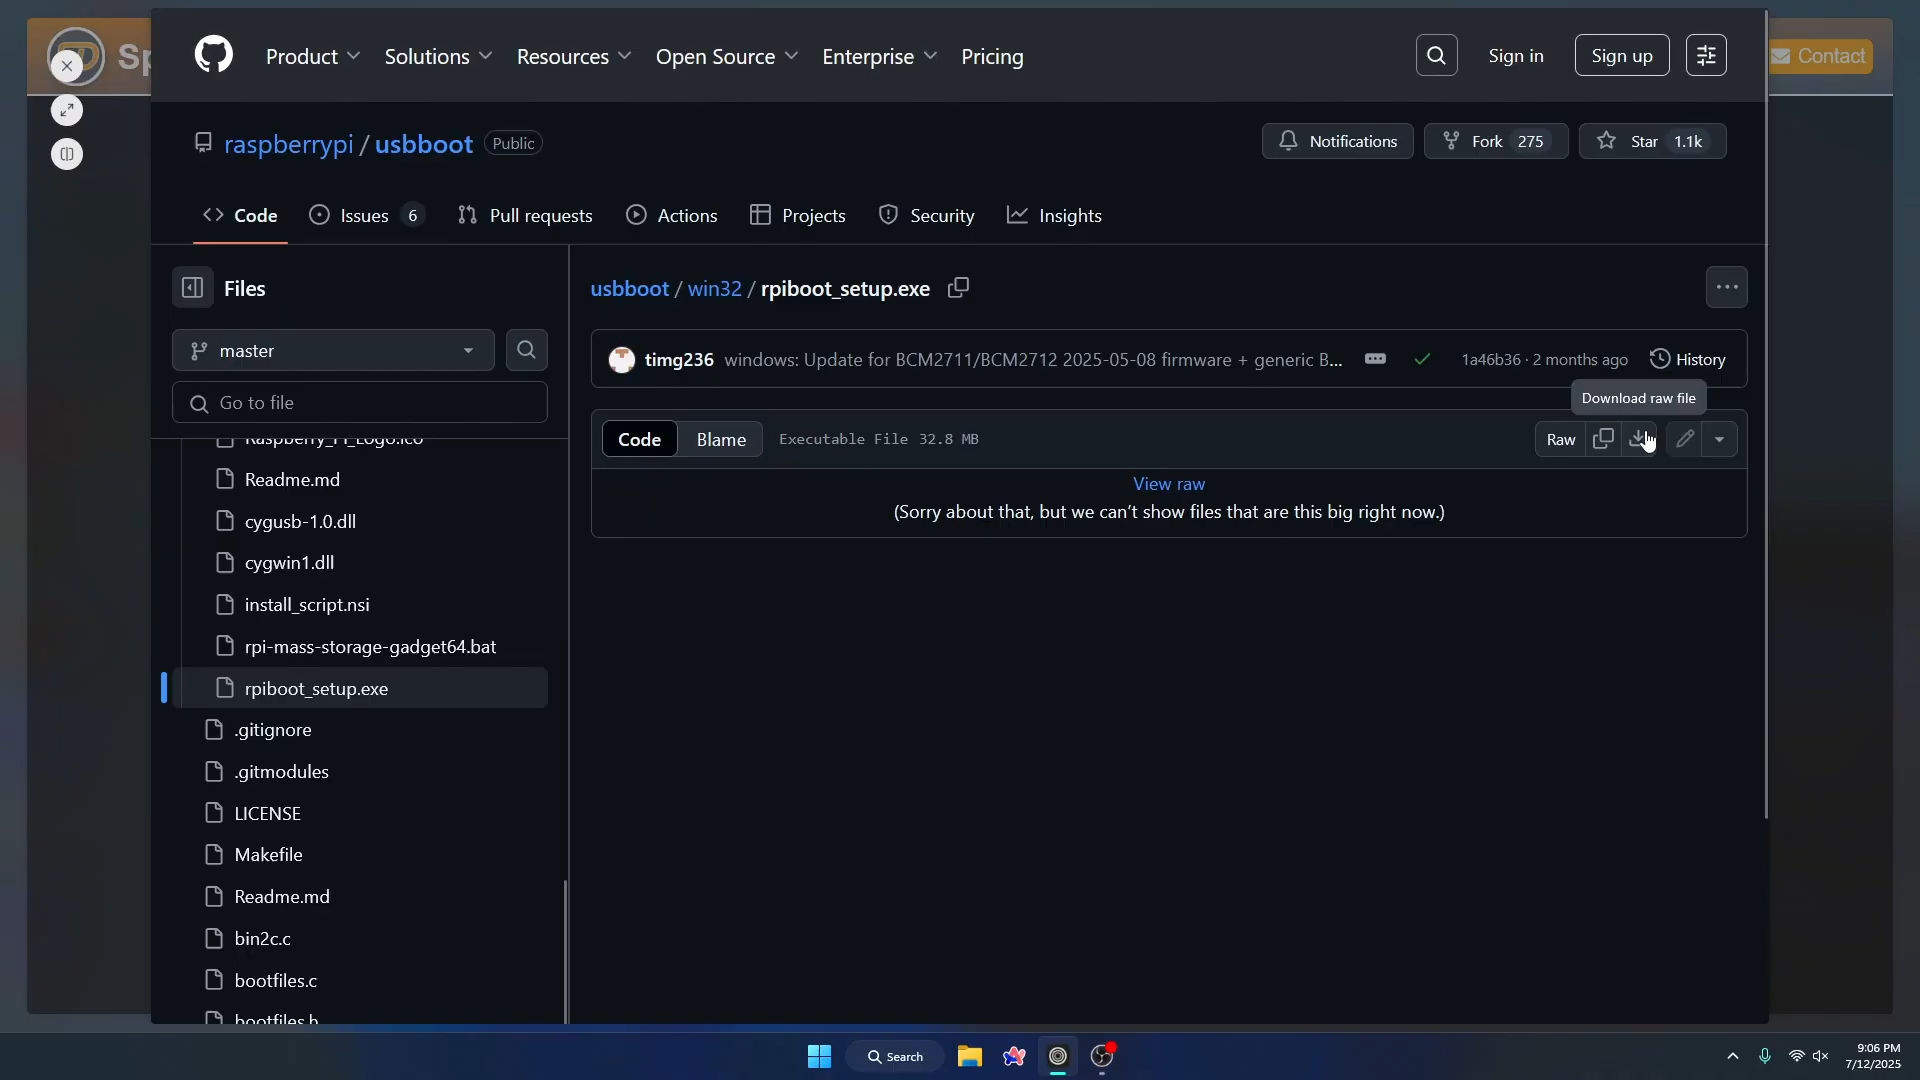 Sp
Product
Solutions
Resources
Open Source
Enterprise
Pricing
Sign in
Sign up
Contact
raspberrypi / usbboot Public
Notifications
Fork 275
Star 1.1k
Code
Issues 6
Pull requests
Actions
Projects
Security
Insights
Files
usbboot / win32 / rpiboot_setup.exe
master
timg236 windows: Update for BCM2711/BCM2712 2025-05-08 firmware + generic B... 1a46b36 · 2 months ago History
Download raw file
Go to file
Code Blame Executable File 32.8 MB Raw
View raw
(Sorry about that, but we can't show files that are this big right now.)
Raspberry_Pi_Logo.ico
Readme.md
cygusb-1.0.dll
cygwin1.dll
install_script.nsi
rpi-mass-storage-gadget64.bat
rpiboot_setup.exe
.gitignore
.gitmodules
LICENSE
Makefile
Readme.md
bin2c.c
bootfiles.c
bootfiles.h
Search
9:06 PM
7/12/2025